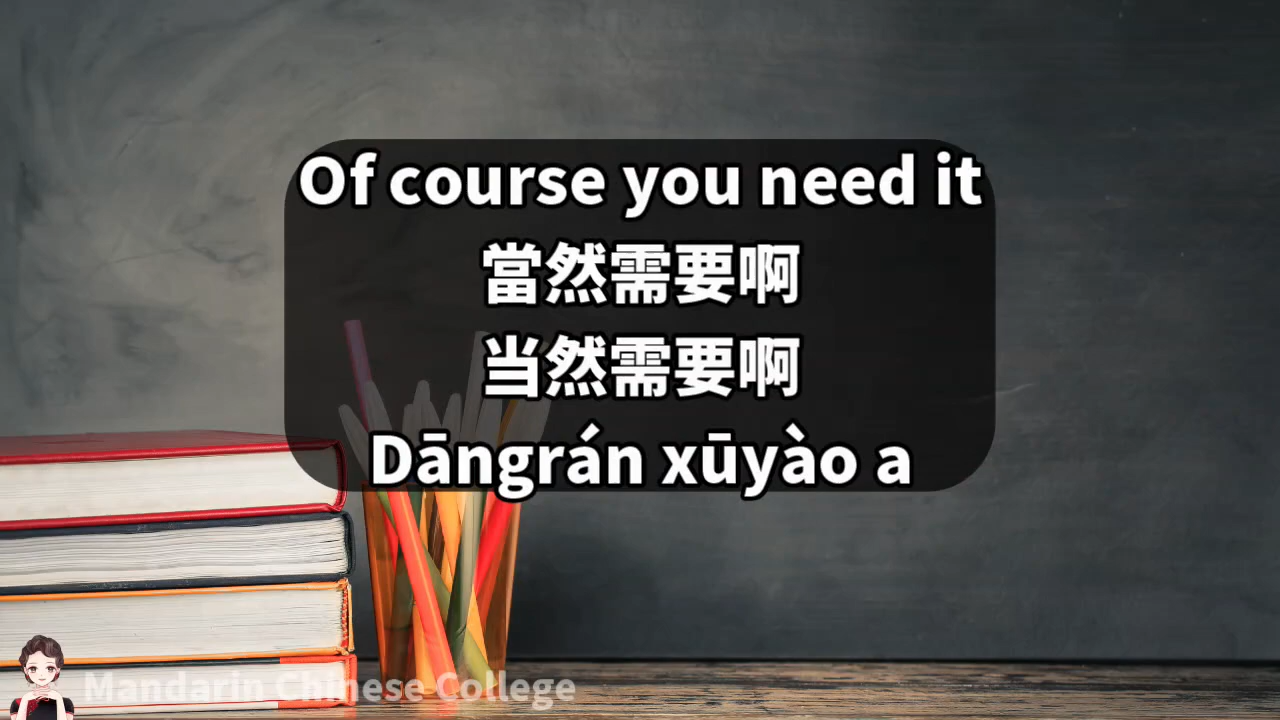 Of course you need it
當然需要啊
当然需要啊
Dāngrán xūyào a
Mandarin Chinese College